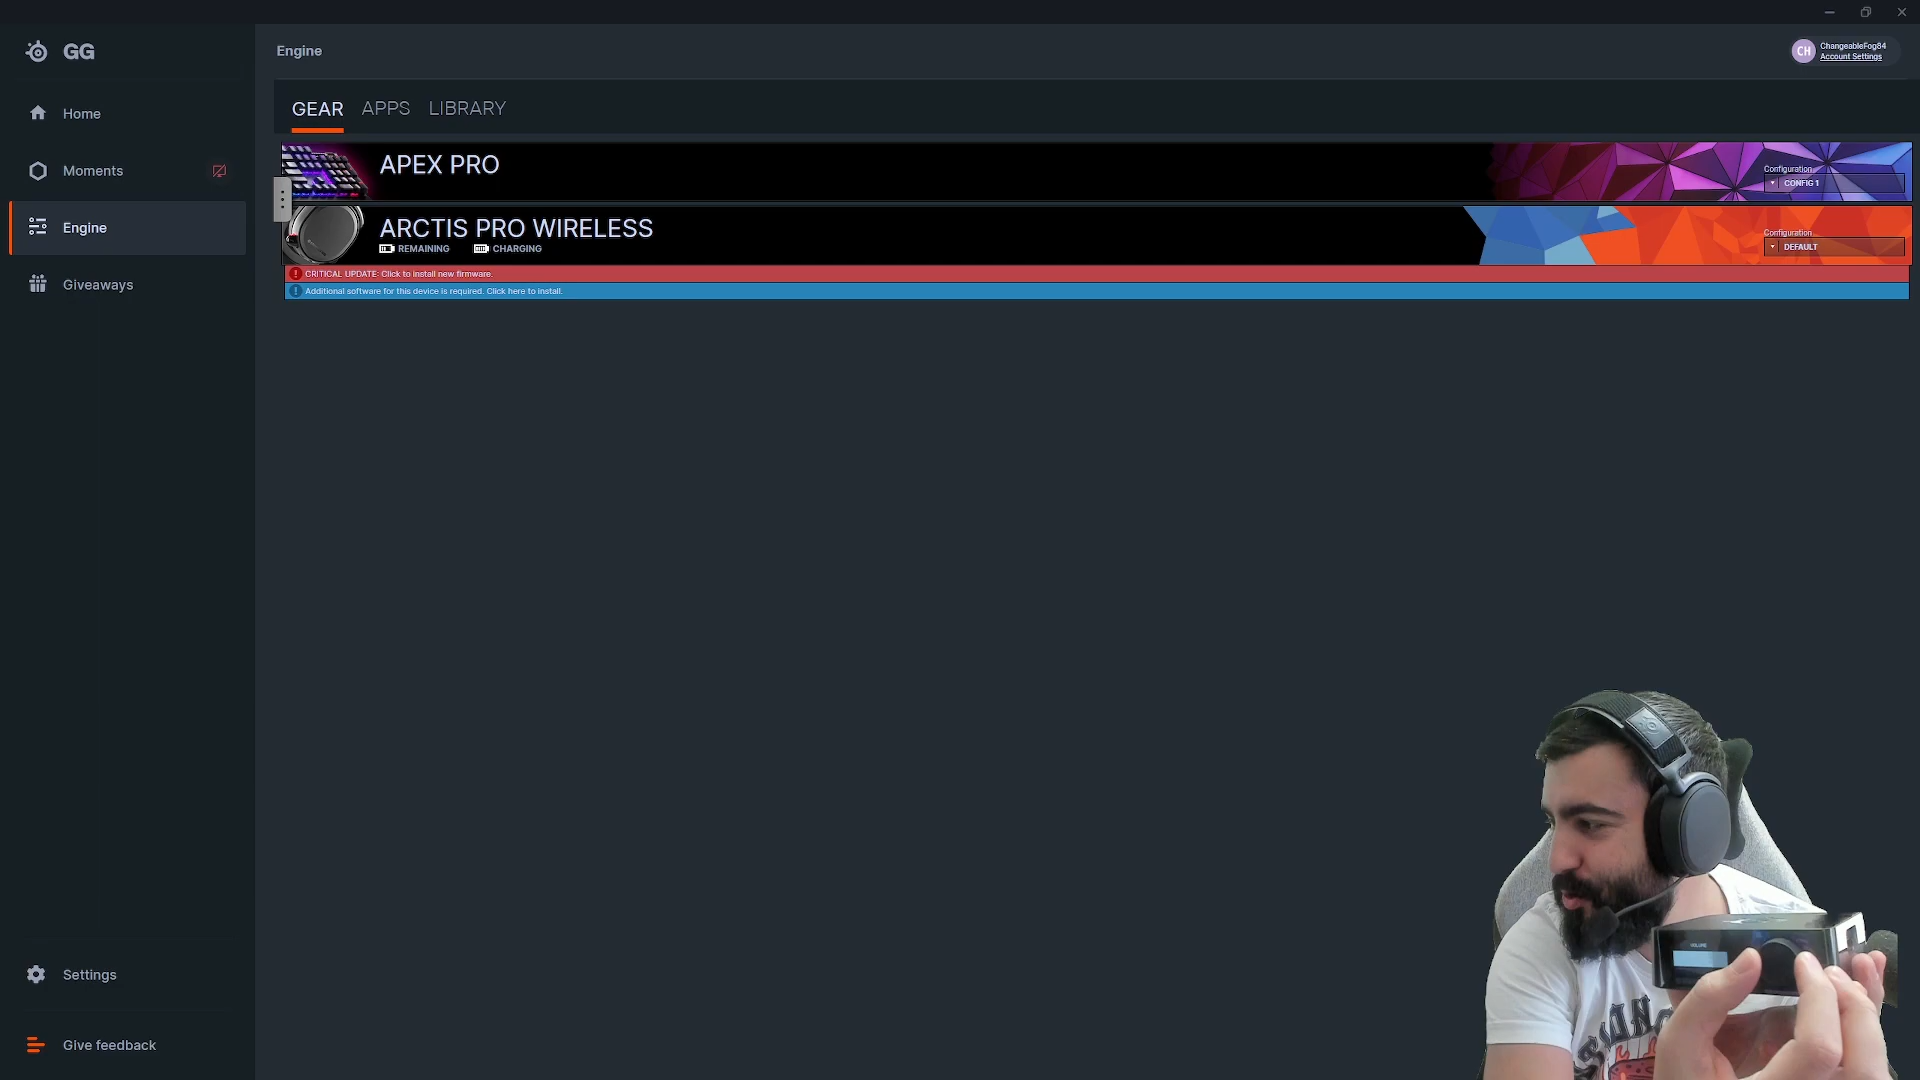 GG
Engine
CH
ChangeableFog84
Account Settings
Home
Moments
Engine
Giveaways
GEAR APPS LIBRARY
APEX PRO
Configuration
CONFIG 1
ARCTIS PRO WIRELESS
REMAINING CHARGING
Configuration
DEFAULT
CRITICAL UPDATE: Click to install new firmware.
Additional software for this device is required. Click here to install.
VOLUME
Settings
Give feedback